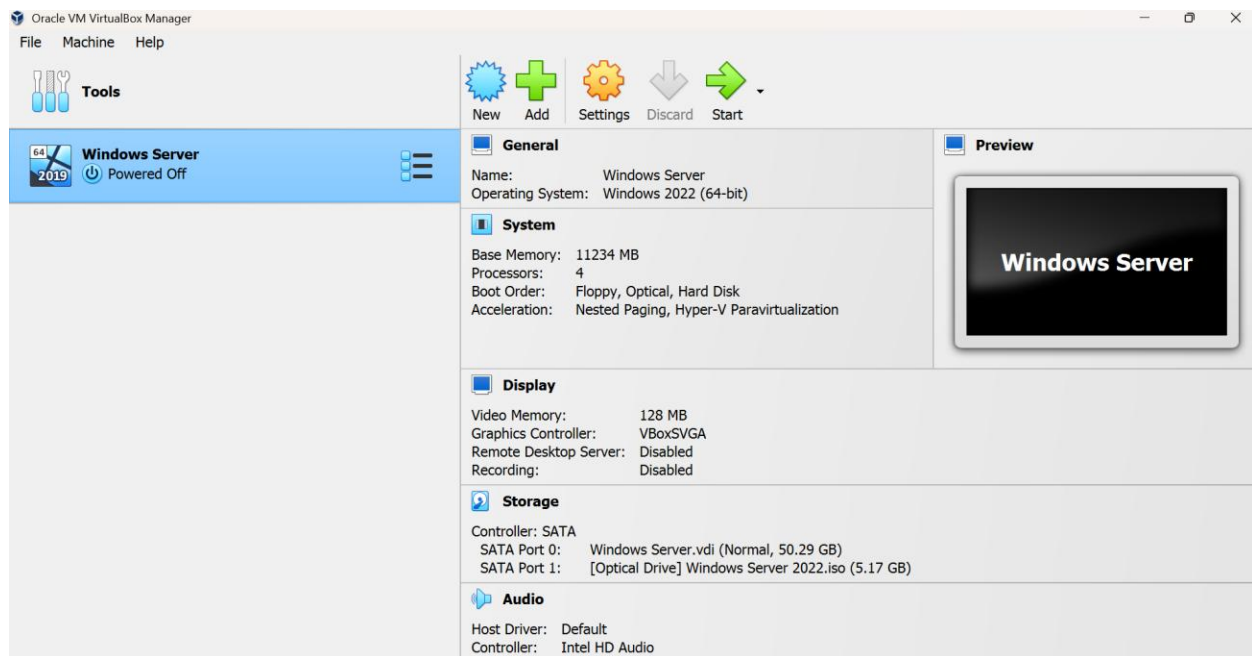 Oracle VM VirtualBox Manager
File Machine Help
Tools
New Add Settings Discard Start
64
2019
Windows Server
Powered Off
General
Name: Windows Server
Operating System: Windows 2022 (64-bit)
System
Base Memory: 11234 MB
Processors: 4
Boot Order: Floppy, Optical, Hard Disk
Acceleration: Nested Paging, Hyper-V Paravirtualization
Preview
Windows Server
Display
Video Memory: 128 MB
Graphics Controller: VBoxSVGA
Remote Desktop Server: Disabled
Recording: Disabled
Storage
Controller: SATA
SATA Port 0: Windows Server.vdi (Normal, 50.29 GB)
SATA Port 1: [Optical Drive] Windows Server 2022.iso (5.17 GB)
Audio
Host Driver: Default
Controller: Intel HD Audio